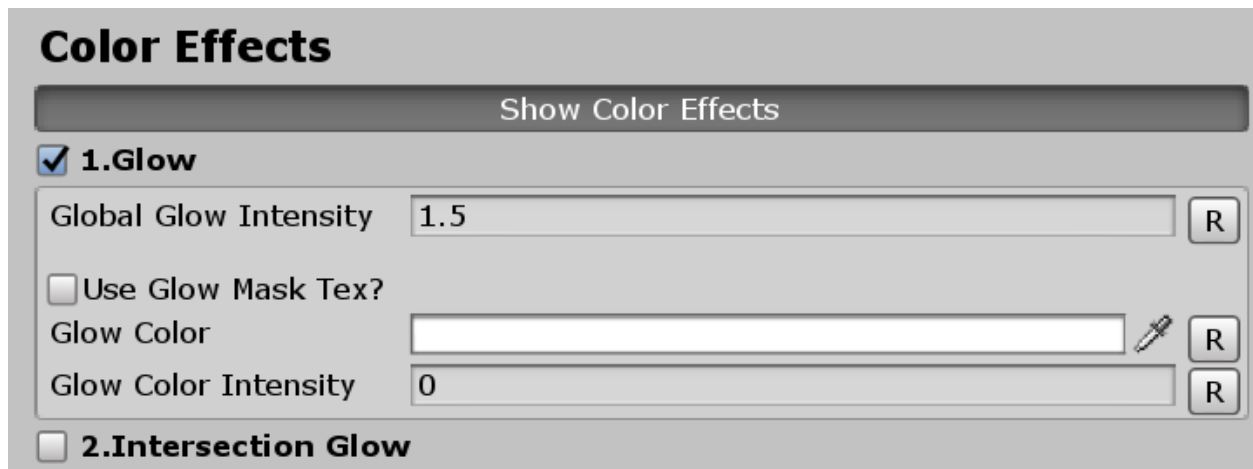 Color Effects
Show Color Effects
1.Glow
Global Glow Intensity 1.5 R
Use Glow Mask Tex?
Glow Color R
Glow Color Intensity 0 R
2.Intersection Glow